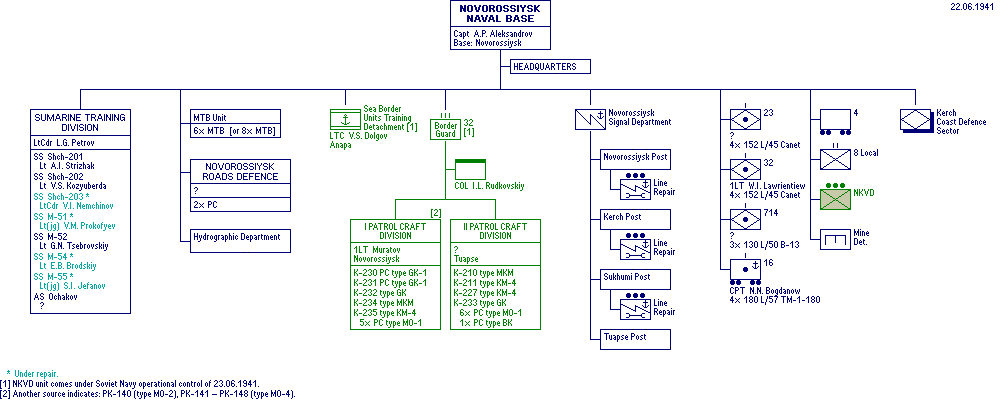 22.06.1941
NOVOROSSIYSK
NAVAL BASE
Capt A.P. Aleksandrov
Base: Novorossiysk
HEADQUARTERS
SUMARINE TRAINING
DIVISION
LtCdr L.G. Petrov
SS Shch-201
Lt A.I. Strizhak
SS Shch-202
Lt V.S. Kozyuberda
SS Shch-203 *
LtCdr V.I. Nemchinov
SS M-51 *
Lt(jg) V.M. Prokofyev
SS M-52
Lt G.N. Tsebrovskiy
SS M-54 *
Lt E.B. Brodskiy
SS M-55 *
Lt(jg) S.I. Jefanov
AS Ochakov
?
MTB Unit
6x MTB [or 8x MTB]
NOVOROSSIYSK
ROADS DEFENCE
?
2x PC
Hydrographic Department
Sea Border
Units Training
Detachment [1]
LTC V.S. Dolgov
Anapa
Border
Guard
32
[1]
COL I.L. Rudkovskiy
[2]
I PATROL CRAFT
DIVISION
1LT Muratov
Novorossiysk
K-230 PC type GK-1
K-231 PC type GK-1
K-232 type GK
K-234 type MKM
K-235 type KM-4
5x PC type MO-1
II PATROL CRAFT
DIVISION
?
Tuapse
K-210 type MKM
K-211 type KM-4
K-227 type KM-4
K-233 type GK
6x PC type MO-1
1x PC type BK
Novorossiysk
Signal Department
Novorossiysk Post
Line
Repair
Kerch Post
Line
Repair
Sukhumi Post
Line
Repair
Tuapse Post
23
?
4x 152 L/45 Canet
32
1LT W.I. Lawrientiew
4x 152 L/45 Canet
714
?
3x 130 L/50 B-13
16
CPT N.N. Bogdanow
4x 180 L/57 TM-1-180
4
8 Local
NKVD
Mine
Det.
Kerch
Coast Defence
Sector
* Under repair.
[1] NKVD unit comes under Soviet Navy operational control of 23.06.1941.
[2] Another source indicates: PK-140 (type MO-2), PK-141 – PK-148 (type MO-4).